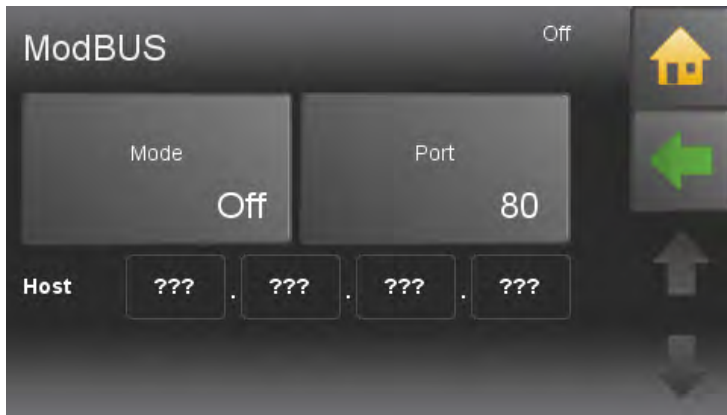 ModBUS
Off
Mode
Port
Off
80
Host ??? . ??? . ??? . ???